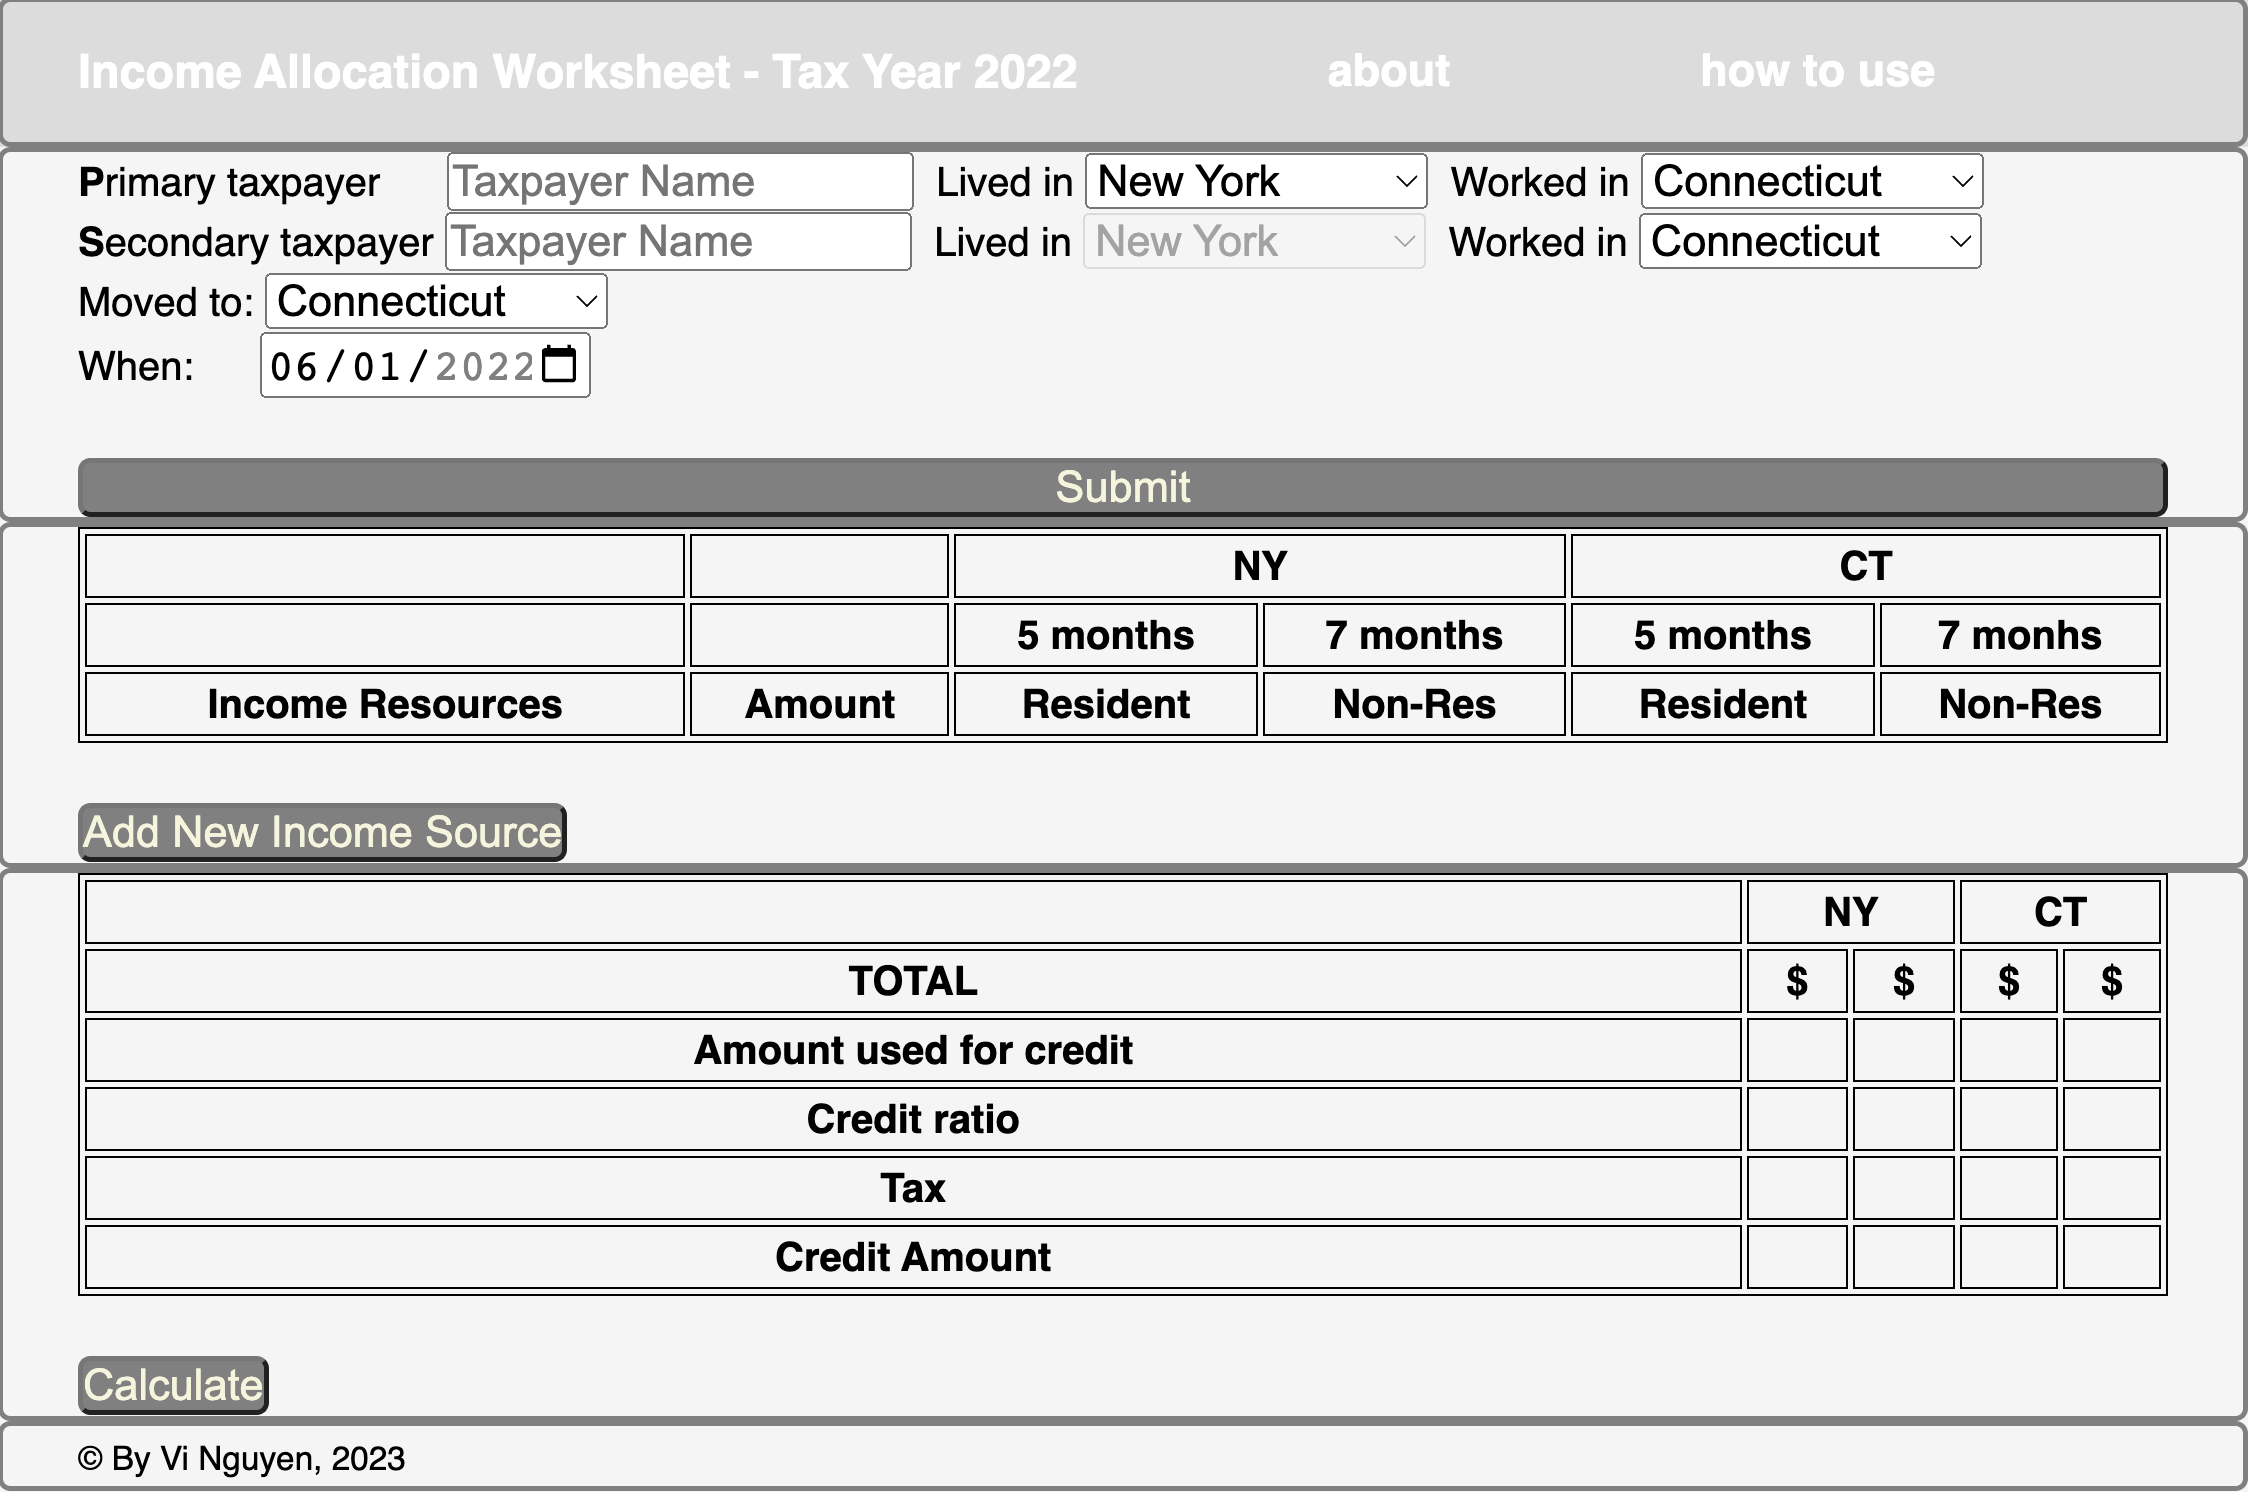 Income Allocation Worksheet - Tax Year 2022 about how to use
Primary taxpayer Taxpayer Name Lived in New York Worked in Connecticut
Secondary taxpayer Taxpayer Name Lived in New York Worked in Connecticut
Moved to: Connecticut
When: 06/01/2022
Submit
NY CT
5 months 7 months 5 months 7 monhs
Income Resources Amount Resident Non-Res Resident Non-Res
Add New Income Source
NY CT
TOTAL $ $ $ $
Amount used for credit
Credit ratio
Tax
Credit Amount
Calculate
© By Vi Nguyen, 2023